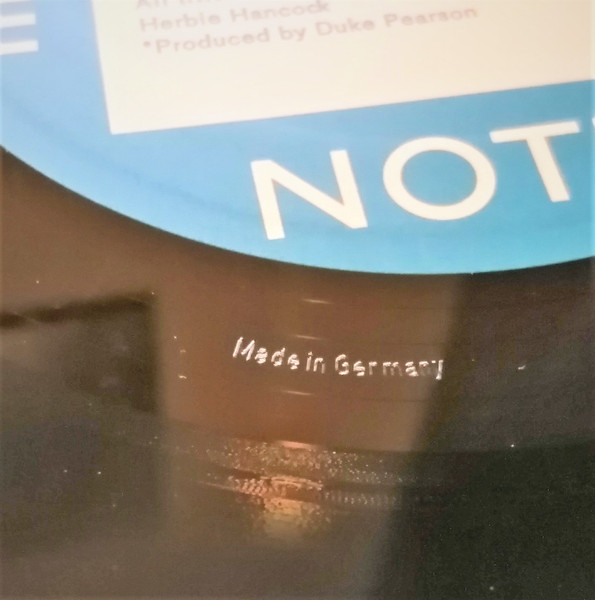 E
Herbie Hancock
*Produced by Duke Pearson
NOT
Made in Germany